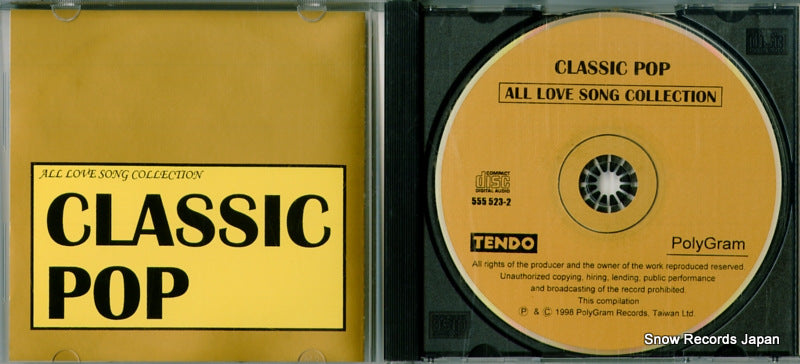 ALL LOVE SONG COLLECTION
CLASSIC
POP
CLASSIC POP
ALL LOVE SONG COLLECTION
COMPACT
disc
DIGITAL AUDIO
555 523-2
TENDO
PolyGram
All rights of the producer and the owner of the work reproduced reserved.
Unauthorized copying, hiring, lending, public performance
and broadcasting of the record prohibited.
This compilation
Ⓟ & © 1998 PolyGram Records, Taiwan Ltd.
Snow Records Japan